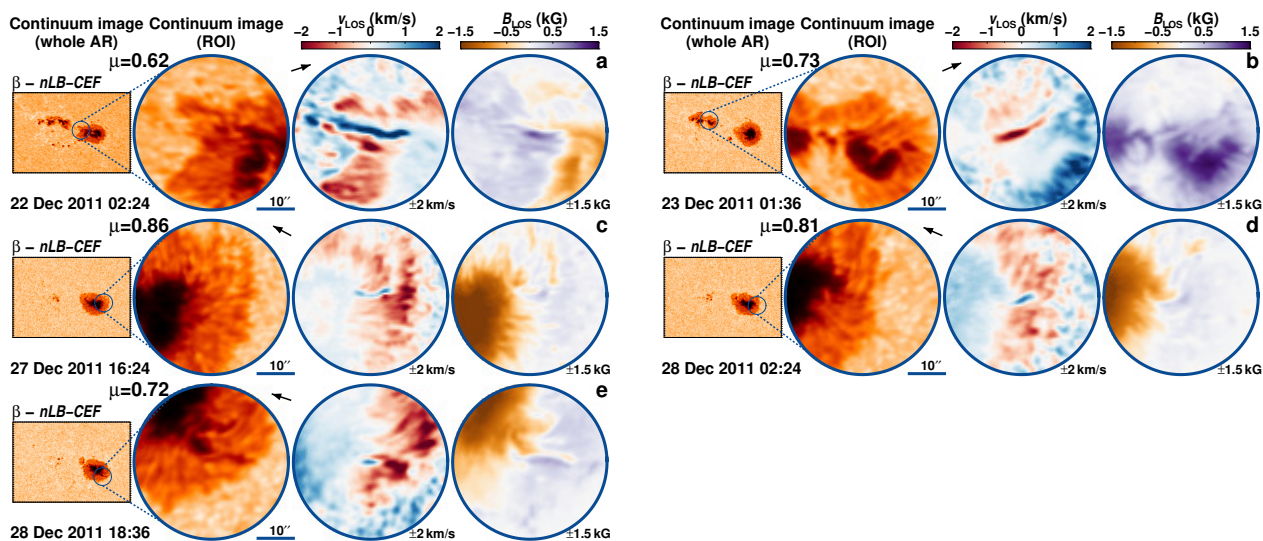 Continuum image Continuum image v_LOS (km/s) B_LOS (kG)
(whole AR) (ROI) −2 −1 0 1 2 −1.5 −0.5 0.5 1.5
μ=0.62 a
β − nLB−CEF
22 Dec 2011 02:24 10′′ ±2 km/s ±1.5 kG
Continuum image Continuum image v_LOS (km/s) B_LOS (kG)
(whole AR) (ROI) −2 −1 0 1 2 −1.5 −0.5 0.5 1.5
μ=0.73 b
β − nLB−CEF
23 Dec 2011 01:36 10′′ ±2 km/s ±1.5 kG
μ=0.86 c
β − nLB−CEF
27 Dec 2011 16:24 10′′ ±2 km/s ±1.5 kG
μ=0.81 d
β − nLB−CEF
28 Dec 2011 02:24 10′′ ±2 km/s ±1.5 kG
μ=0.72 e
β − nLB−CEF
28 Dec 2011 18:36 10′′ ±2 km/s ±1.5 kG